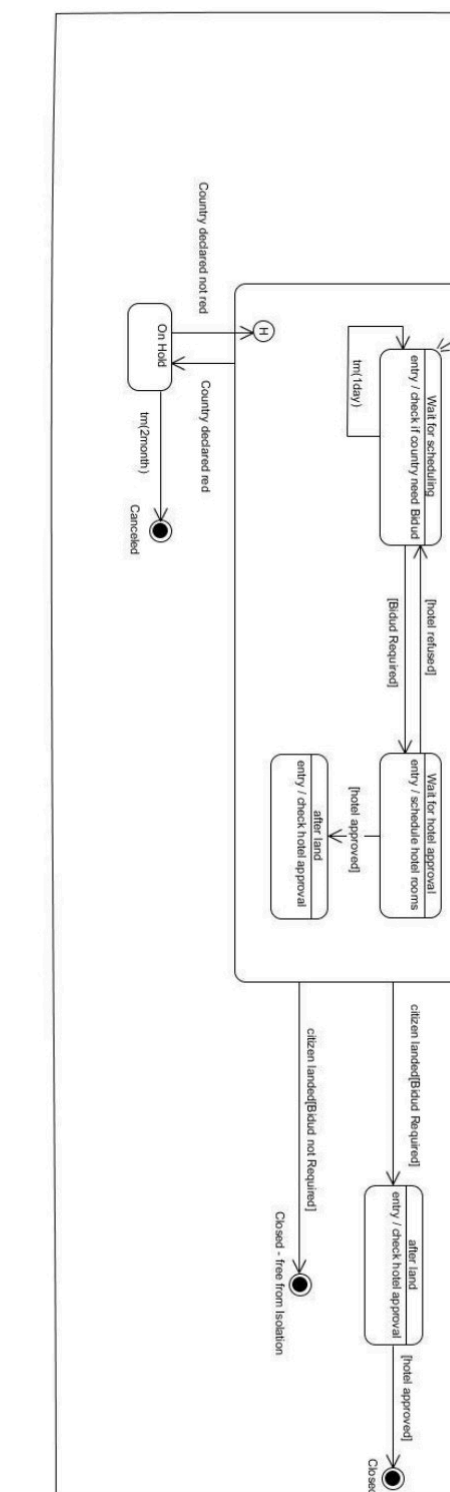 Wait for scheduling
entry / check if country need Bidud
tm(1day)
[hotel refused]
[Bidud Required]
Wait for hotel approval
entry / schedule hotel rooms
[hotel approved]
after land
entry / check hotel approval
H
Country declared not red
Country declared red
On Hold
tm(2month)
Canceled
citizen landed[Bidud Required]
after land
entry / check hotel approval
[hotel approved]
Closed
citizen landed[Bidud not Required]
Closed - free from Isolation